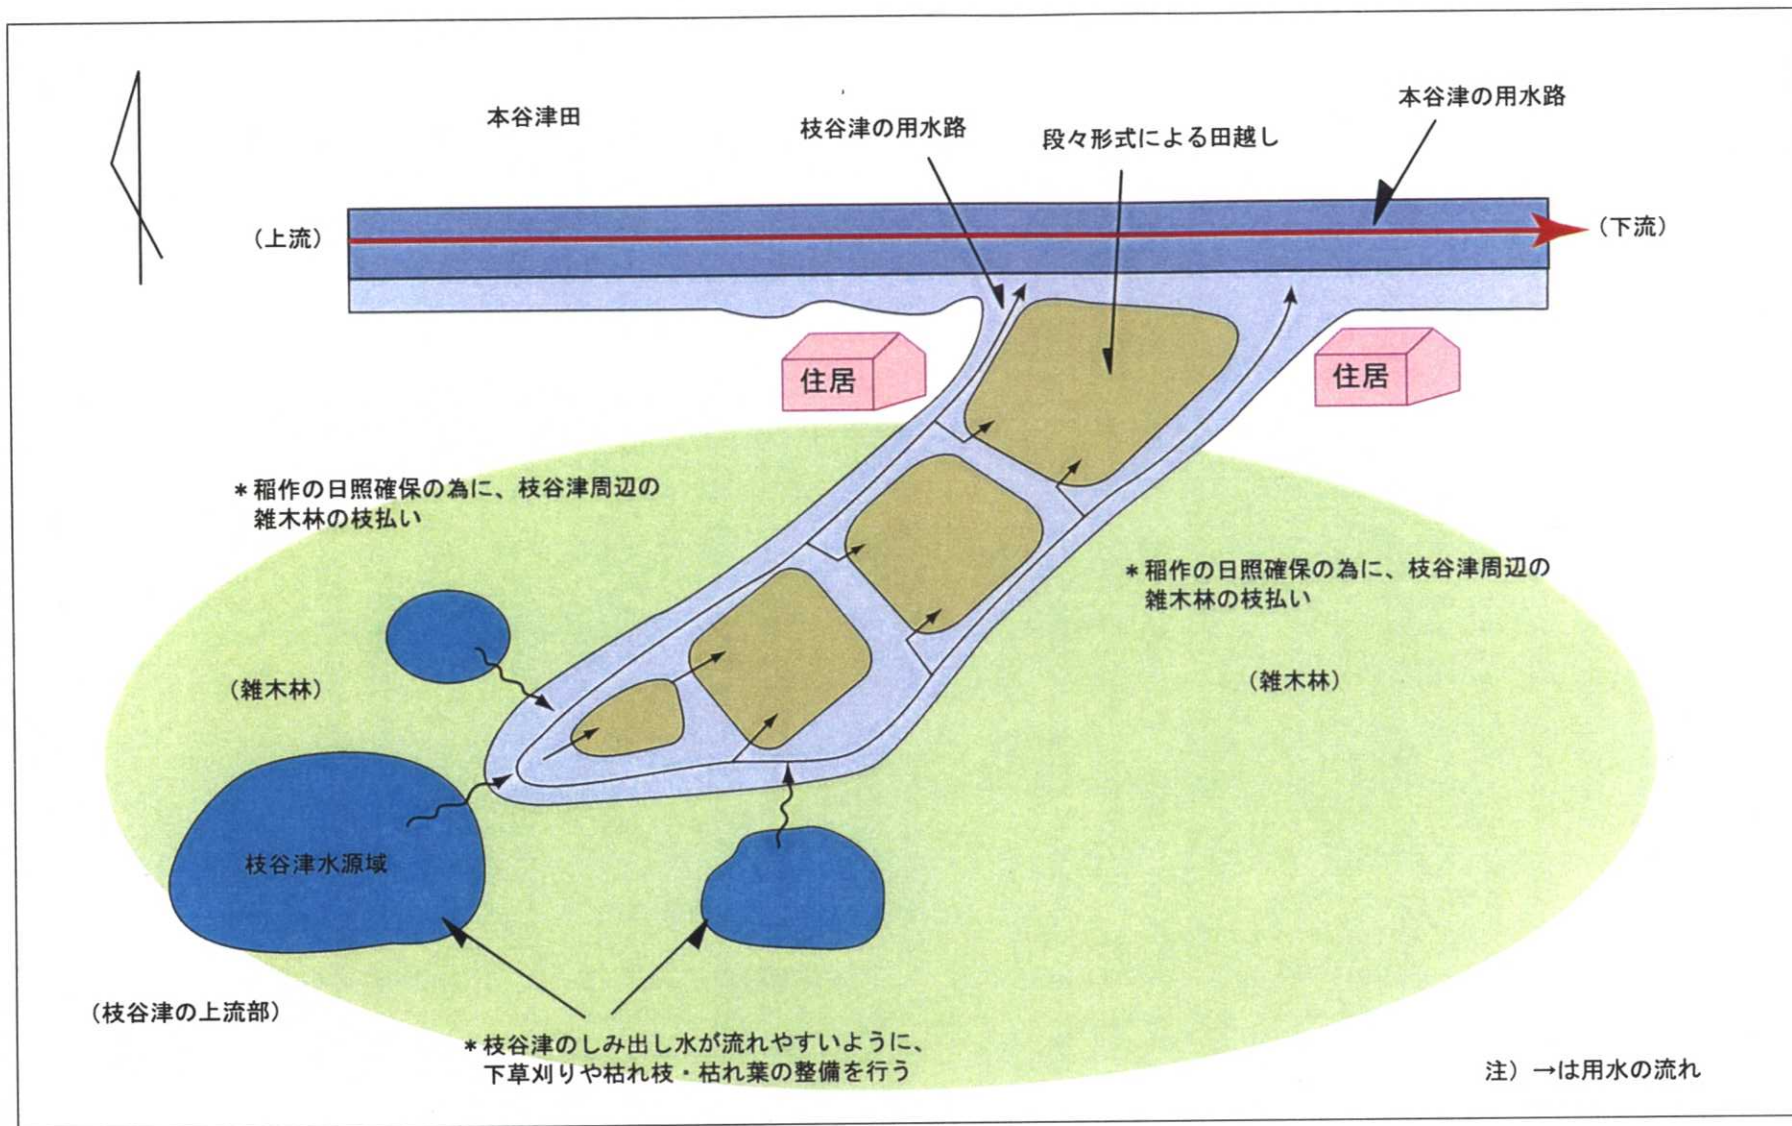 本谷津田
本谷津の用水路
枝谷津の用水路
段々形式による田越し
(上流)
(下流)
住居
住居
*稲作の日照確保の為に、枝谷津周辺の
雑木林の枝払い
*稲作の日照確保の為に、枝谷津周辺の
雑木林の枝払い
(雑木林)
(雑木林)
枝谷津水源域
(枝谷津の上流部)
*枝谷津のしみ出し水が流れやすいように、
下草刈りや枯れ枝・枯れ葉の整備を行う
注)→は用水の流れ